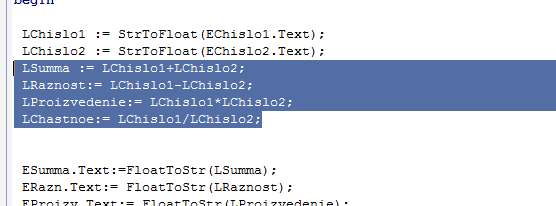 begin
LChislo1 := StrToFloat(EChislo1.Text);
LChislo2 := StrToFloat(EChislo2.Text);
LSumma := LChislo1+LChislo2;
LRaznost:= LChislo1-LChislo2;
LProizvedenie:= LChislo1*LChislo2;
LChastnoe:= LChislo1/LChislo2;
ESumma.Text:=FloatToStr(LSumma);
ERazn.Text:= FloatToStr(LRaznost);
EProizv.Text:= FloatToStr(LProizvedenie);